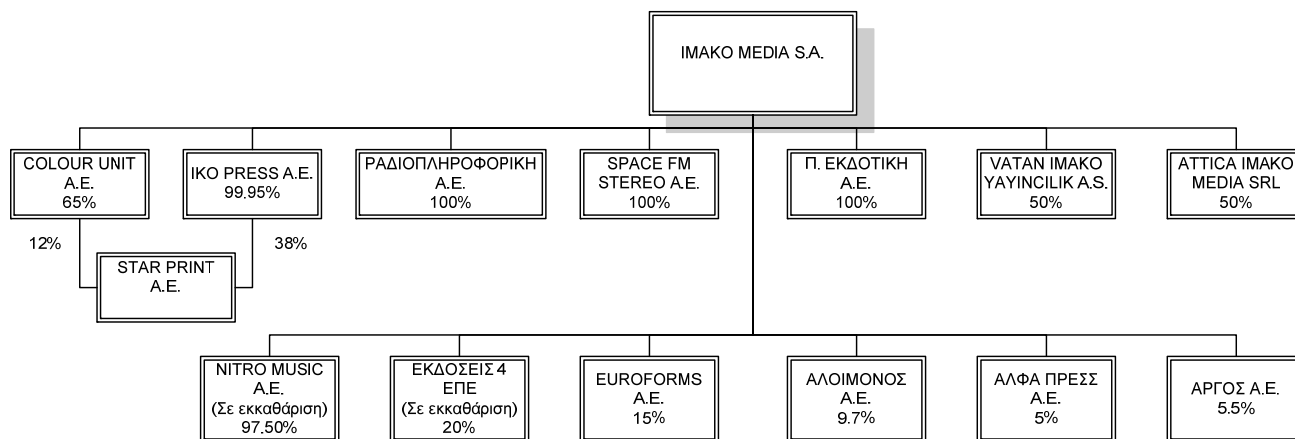 IMAKO MEDIA S.A.
COLOUR UNIT
Α.Ε.
65%
IKO PRESS A.E.
99.95%
ΡΑΔΙΟΠΛΗΡΟΦΟΡΙΚΗ
Α.Ε.
100%
SPACE FM
STEREO A.E.
100%
Π. ΕΚΔΟΤΙΚΗ
Α.Ε.
100%
VATAN IMAKO
YAYINCILIK A.S.
50%
ATTICA IMAKO
MEDIA SRL
50%
12%
38%
STAR PRINT
A.E.
NITRO MUSIC
A.E.
(Σε εκκαθάριση)
97.50%
ΕΚΔΟΣΕΙΣ 4
ΕΠΕ
(Σε εκκαθάριση)
20%
EUROFORMS
A.E.
15%
ΑΛΟΙΜΟΝΟΣ
Α.Ε.
9.7%
ΑΛΦΑ ΠΡΕΣΣ
Α.Ε.
5%
ΑΡΓΟΣ Α.Ε.
5.5%